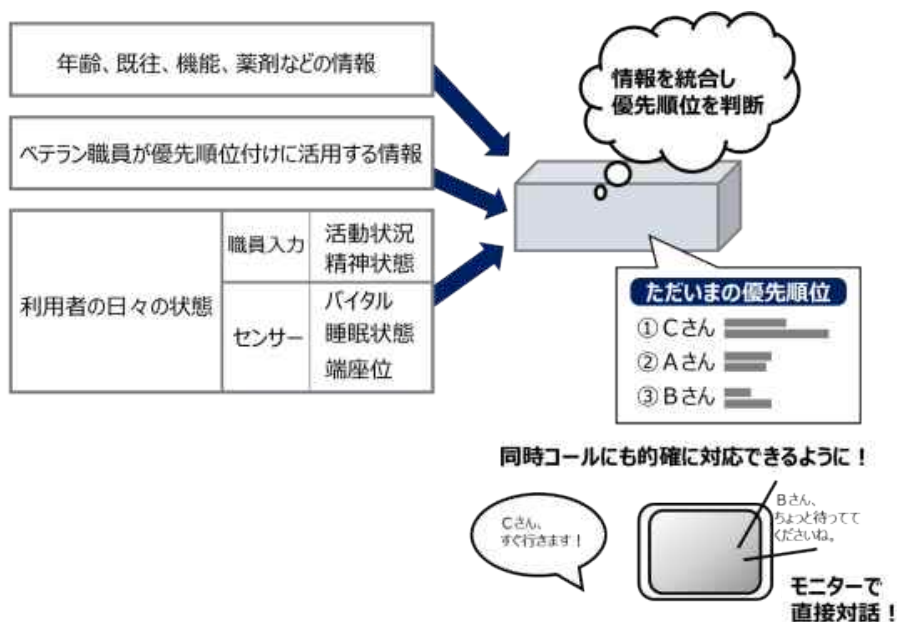 年齢、既往、機能、薬剤などの情報
ベテラン職員が優先順位付けに活用する情報
利用者の日々の状態
職員入力
活動状況
精神状態
センサー
バイタル
睡眠状態
端座位
情報を統合し
優先順位を判断
ただいまの優先順位
①Cさん
②Aさん
③Bさん
同時コールにも的確に対応できるように！
Cさん、
すぐ行きます！
Bさん、
ちょっと待ってて
くださいね。
モニターで
直接対話！